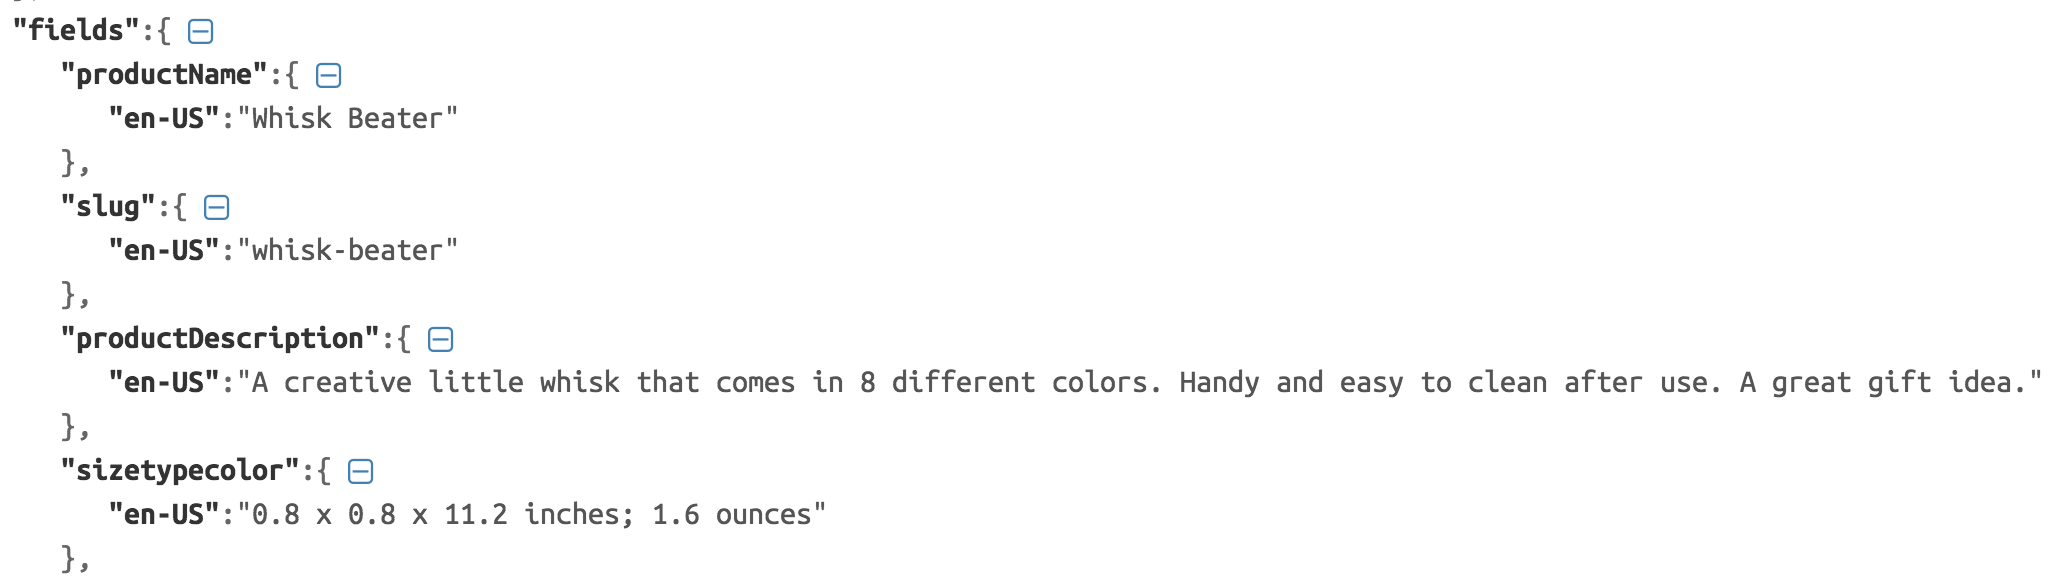 "fields":{
"productName":{
"en-US":"Whisk Beater"
},
"slug":{
"en-US":"whisk-beater"
},
"productDescription":{
"en-US":"A creative little whisk that comes in 8 different colors. Handy and easy to clean after use. A great gift idea."
},
"sizetypecolor":{
"en-US":"0.8 x 0.8 x 11.2 inches; 1.6 ounces"
},